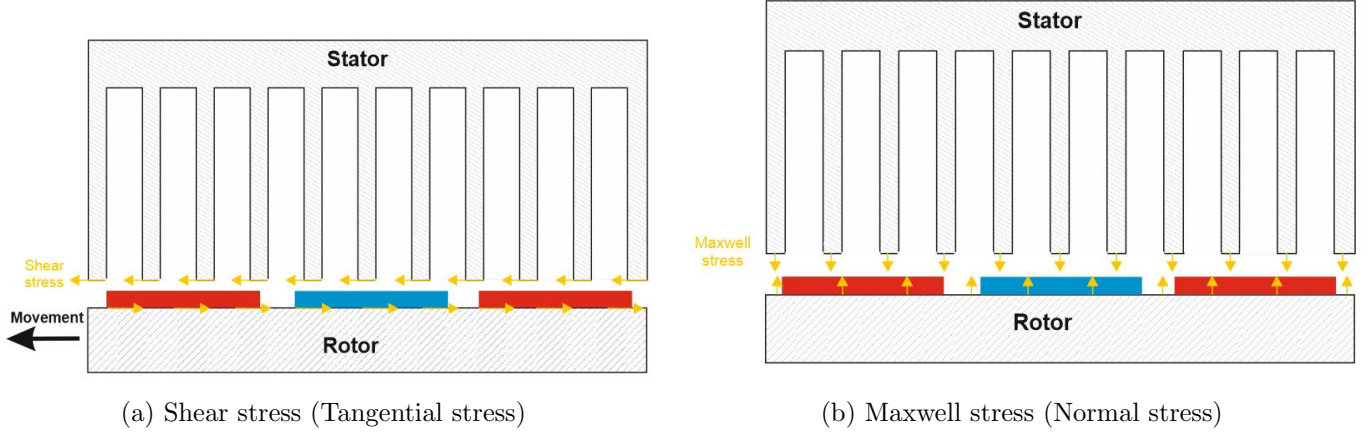 Stator
Shear
stress
Movement
Rotor
(a) Shear stress (Tangential stress)
Stator
Maxwell
stress
Rotor
(b) Maxwell stress (Normal stress)